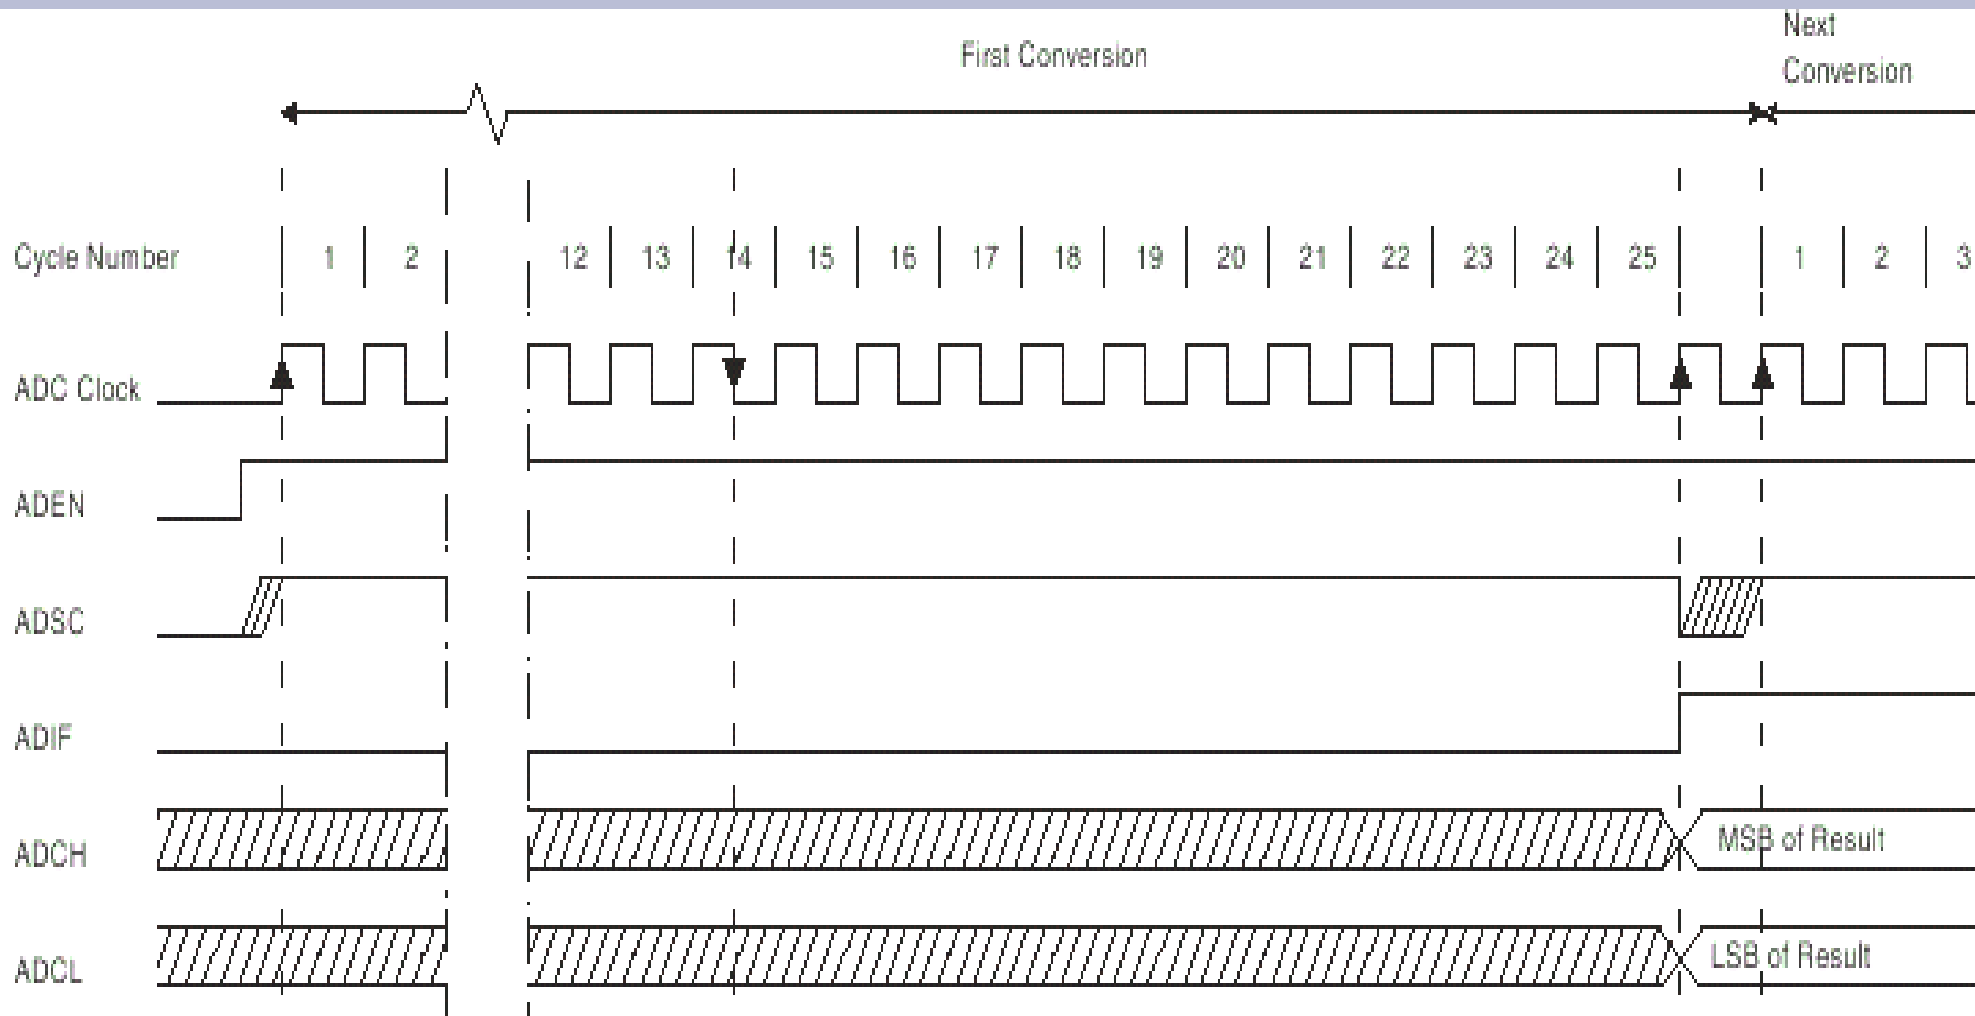 First Conversion
Next
Conversion
Cycle Number 1 2 12 13 14 15 16 17 18 19 20 21 22 23 24 25 1 2 3
ADC Clock
ADEN
ADSC
ADIF
ADCH MSB of Result
ADCL LSB of Result